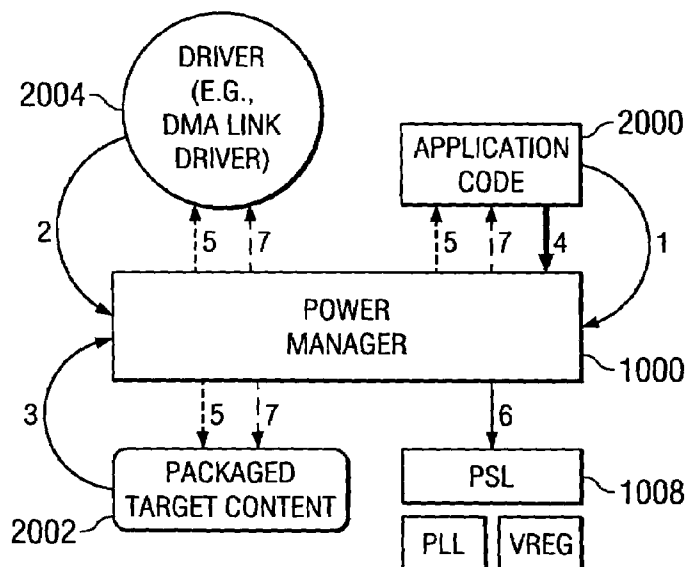 DRIVER
(E.G.,
DMA LINK
DRIVER)
2004
2000
APPLICATION
CODE
2
5
7
5
7
4
1
POWER
MANAGER
1000
3
5
7
6
PACKAGED
TARGET CONTENT
2002
PSL
1008
PLL
VREG